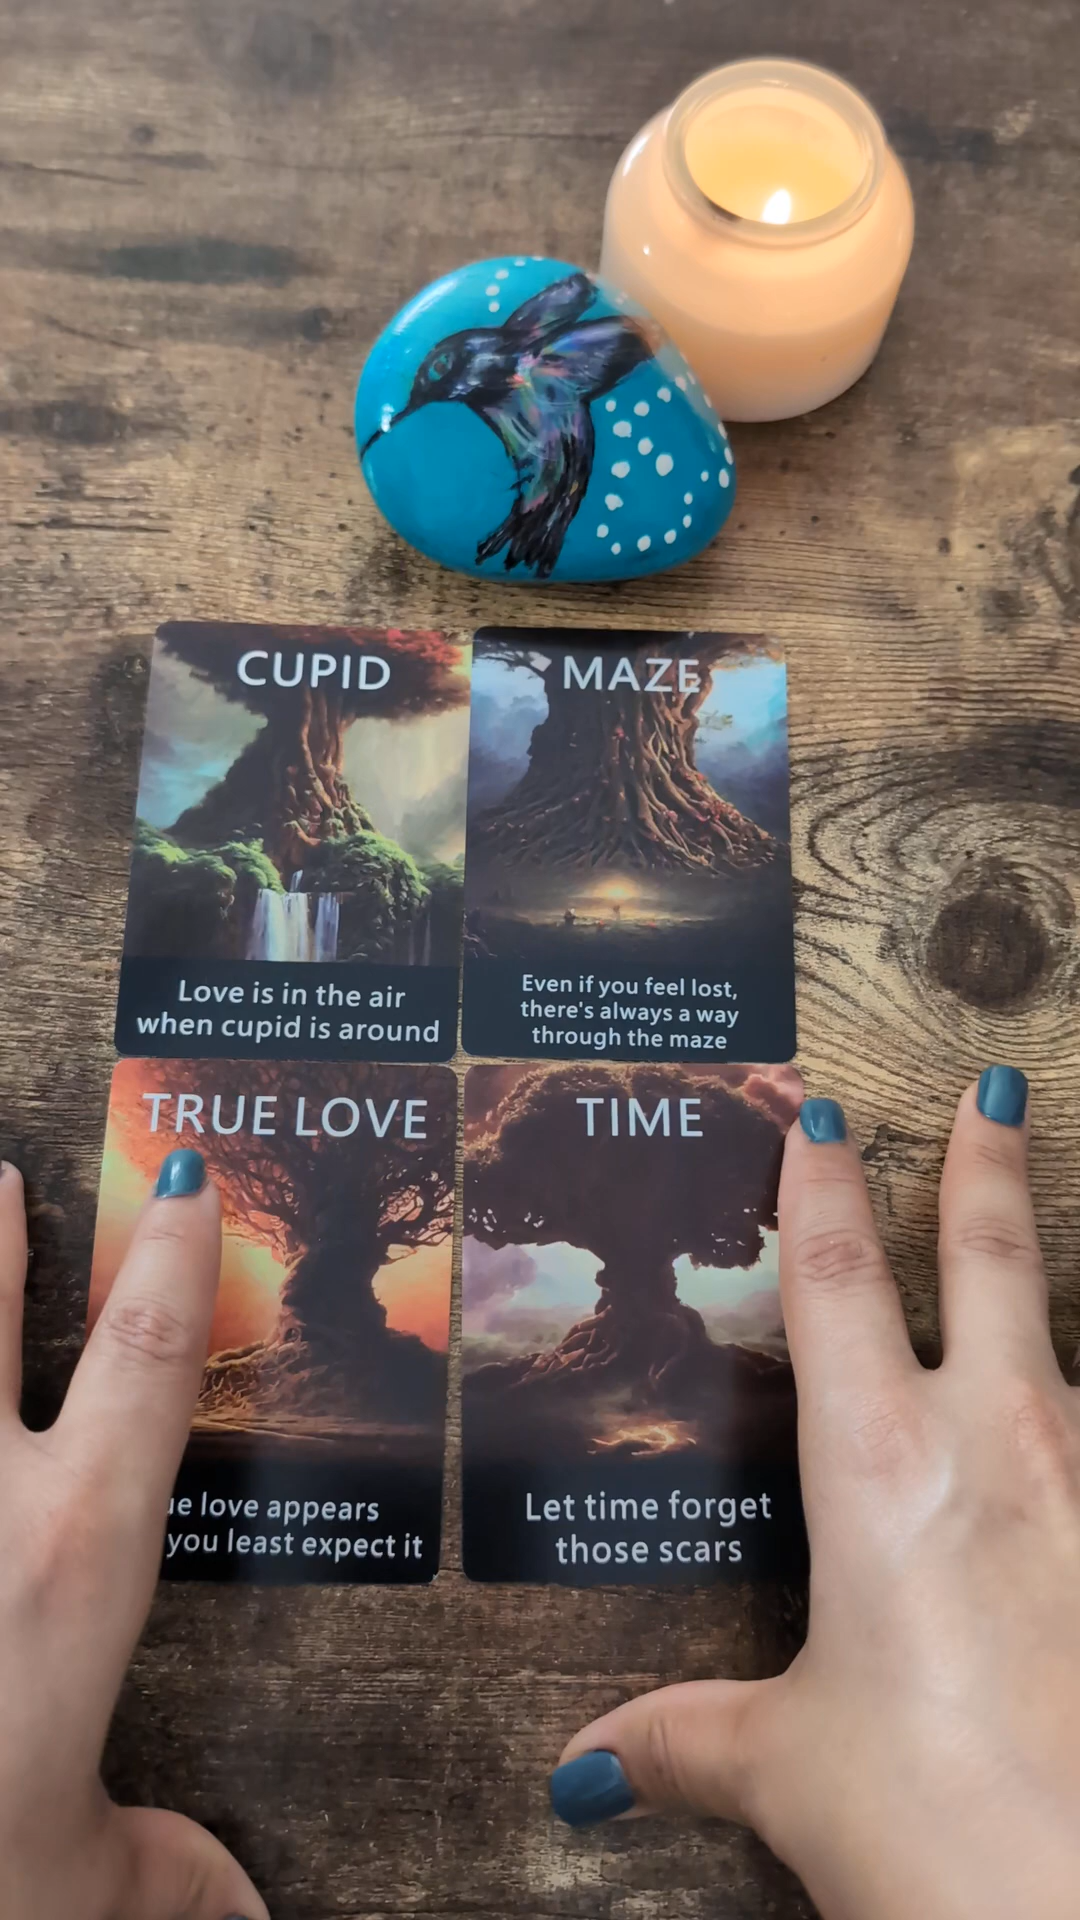 CUPID
Love is in the air
when cupid is around
MAZE
Even if you feel lost,
there's always a way
through the maze
TRUE LOVE
love appears
you least expect it
TIME
Let time forget
those scars